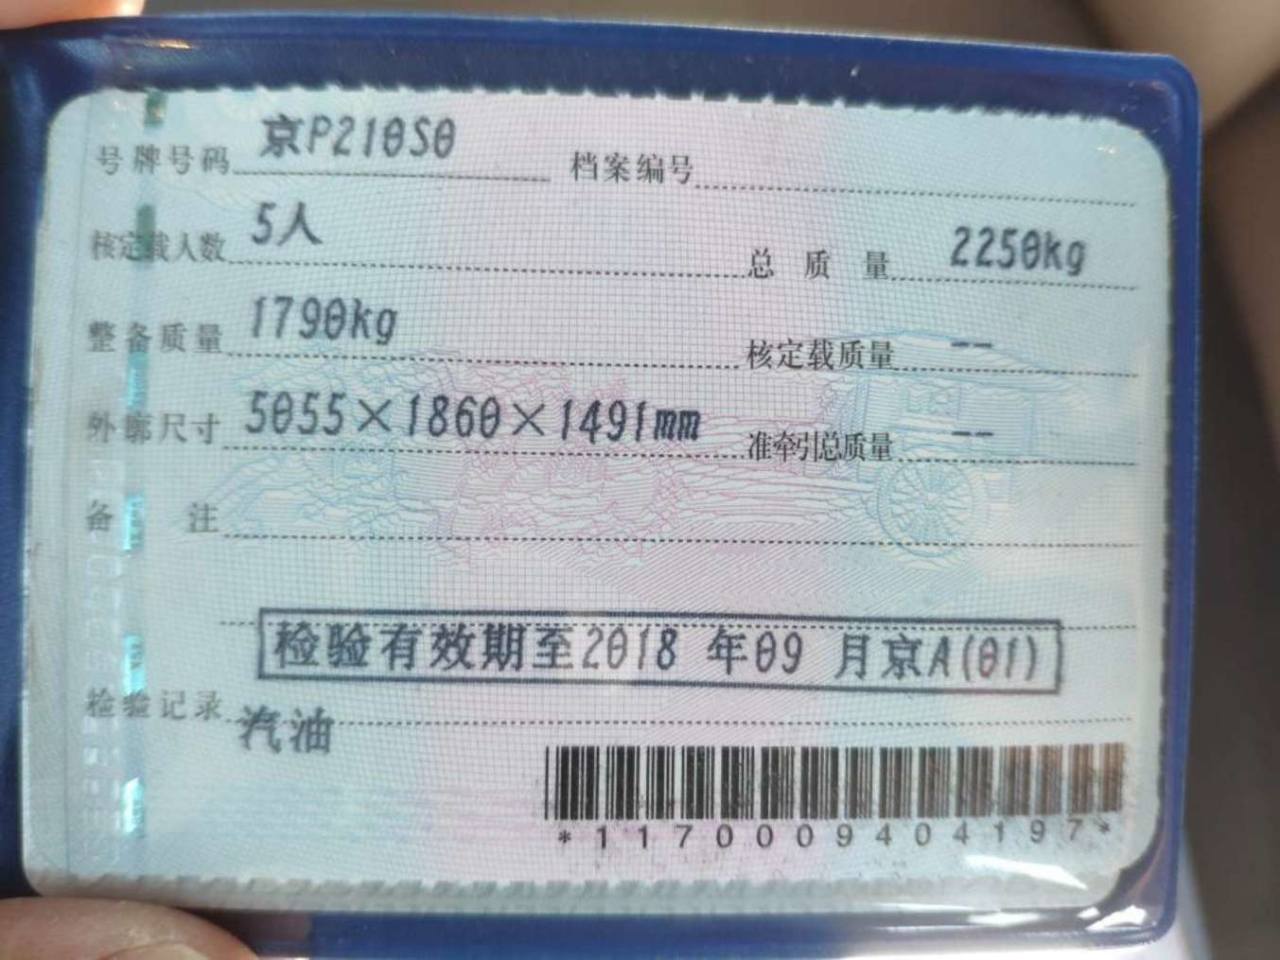 号牌号码 京P210S0 档案编号
核定载人数 5人 总质量 2250kg
整备质量 1790kg 核定载质量 --
外廓尺寸 5055×1860×1491mm 准牵引总质量 --
备注
检验有效期至2018 年09 月京A(01)
检验记录
汽油
*1170009404197*